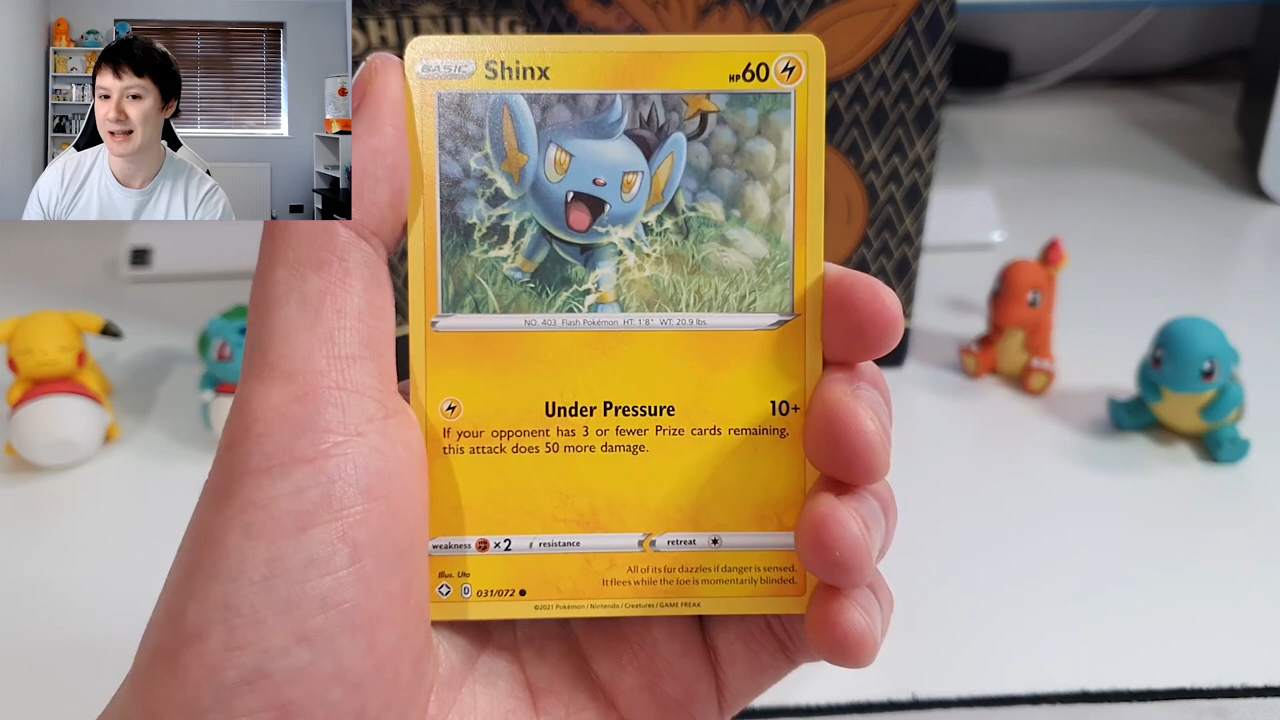 SHINING
BASIC Shinx HP 60
NO. 403 Flash Pokémon HT: 1'8" WT: 20.9 lbs.
Under Pressure 10+
If your opponent has 3 or fewer Prize cards remaining,
this attack does 50 more damage.
weakness ×2 resistance retreat
All of its fur dazzles if danger is sensed.
It flees while the foe is momentarily blinded.
Illus. Uta
D 031/072
©2021 Pokémon / Nintendo / Creatures / GAME FREAK